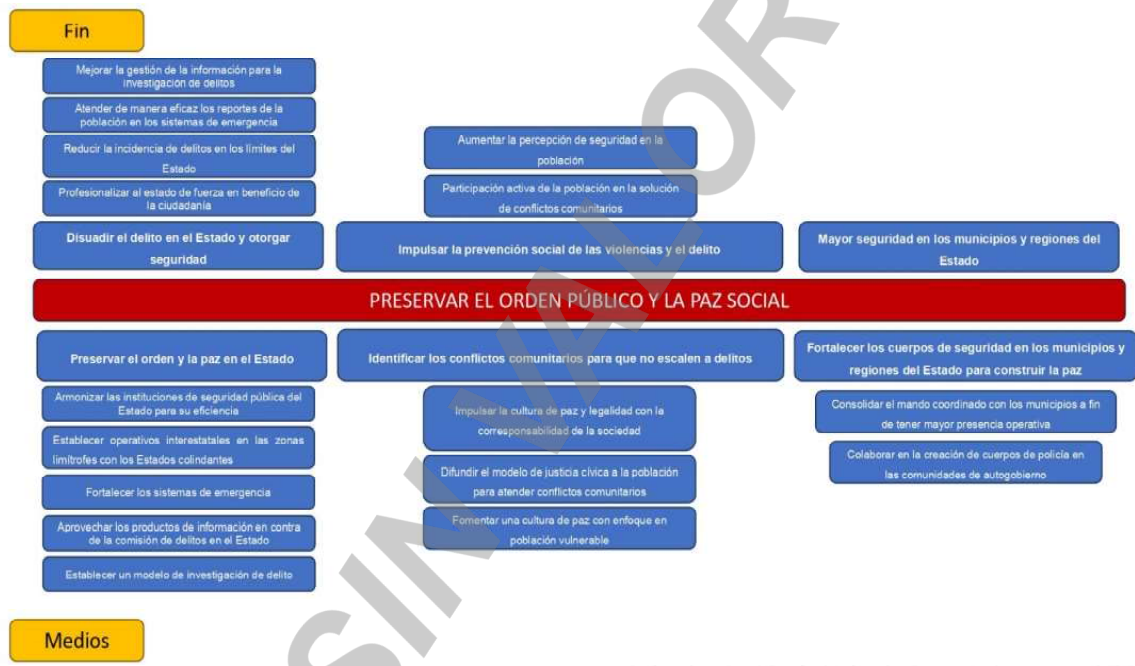 Fin
Mejorar la gestión de la información para la
investigación de delitos
Atender de manera eficaz los reportes de la
población en los sistemas de emergencia
Reducir la incidencia de delitos en los límites del
Estado
Profesionalizar al estado de fuerza en beneficio de
la ciudadanía
Aumentar la percepción de seguridad en la
población
Participación activa de la población en la solución
de conflictos comunitarios
Disuadir el delito en el Estado y otorgar
seguridad
Impulsar la prevención social de las violencias y el delito
Mayor seguridad en los municipios y regiones del
Estado
PRESERVAR EL ORDEN PÚBLICO Y LA PAZ SOCIAL
Preservar el orden y la paz en el Estado
Identificar los conflictos comunitarios para que no escalen a delitos
Fortalecer los cuerpos de seguridad en los municipios y
regiones del Estado para construir la paz
Armonizar las instituciones de seguridad pública del
Estado para su eficiencia
Establecer operativos interestatales en las zonas
limítrofes con los Estados colindantes
Fortalecer los sistemas de emergencia
Aprovechar los productos de información en contra
de la comisión de delitos en el Estado
Establecer un modelo de investigación de delito
Impulsar la cultura de paz y legalidad con la
corresponsabilidad de la sociedad
Difundir el modelo de justicia cívica a la población
para atender conflictos comunitarios
Fomentar una cultura de paz con enfoque en
población vulnerable
Consolidar el mando coordinado con los municipios a fin
de tener mayor presencia operativa
Colaborar en la creación de cuerpos de policía en
las comunidades de autogobierno
Medios
SIN VALOR